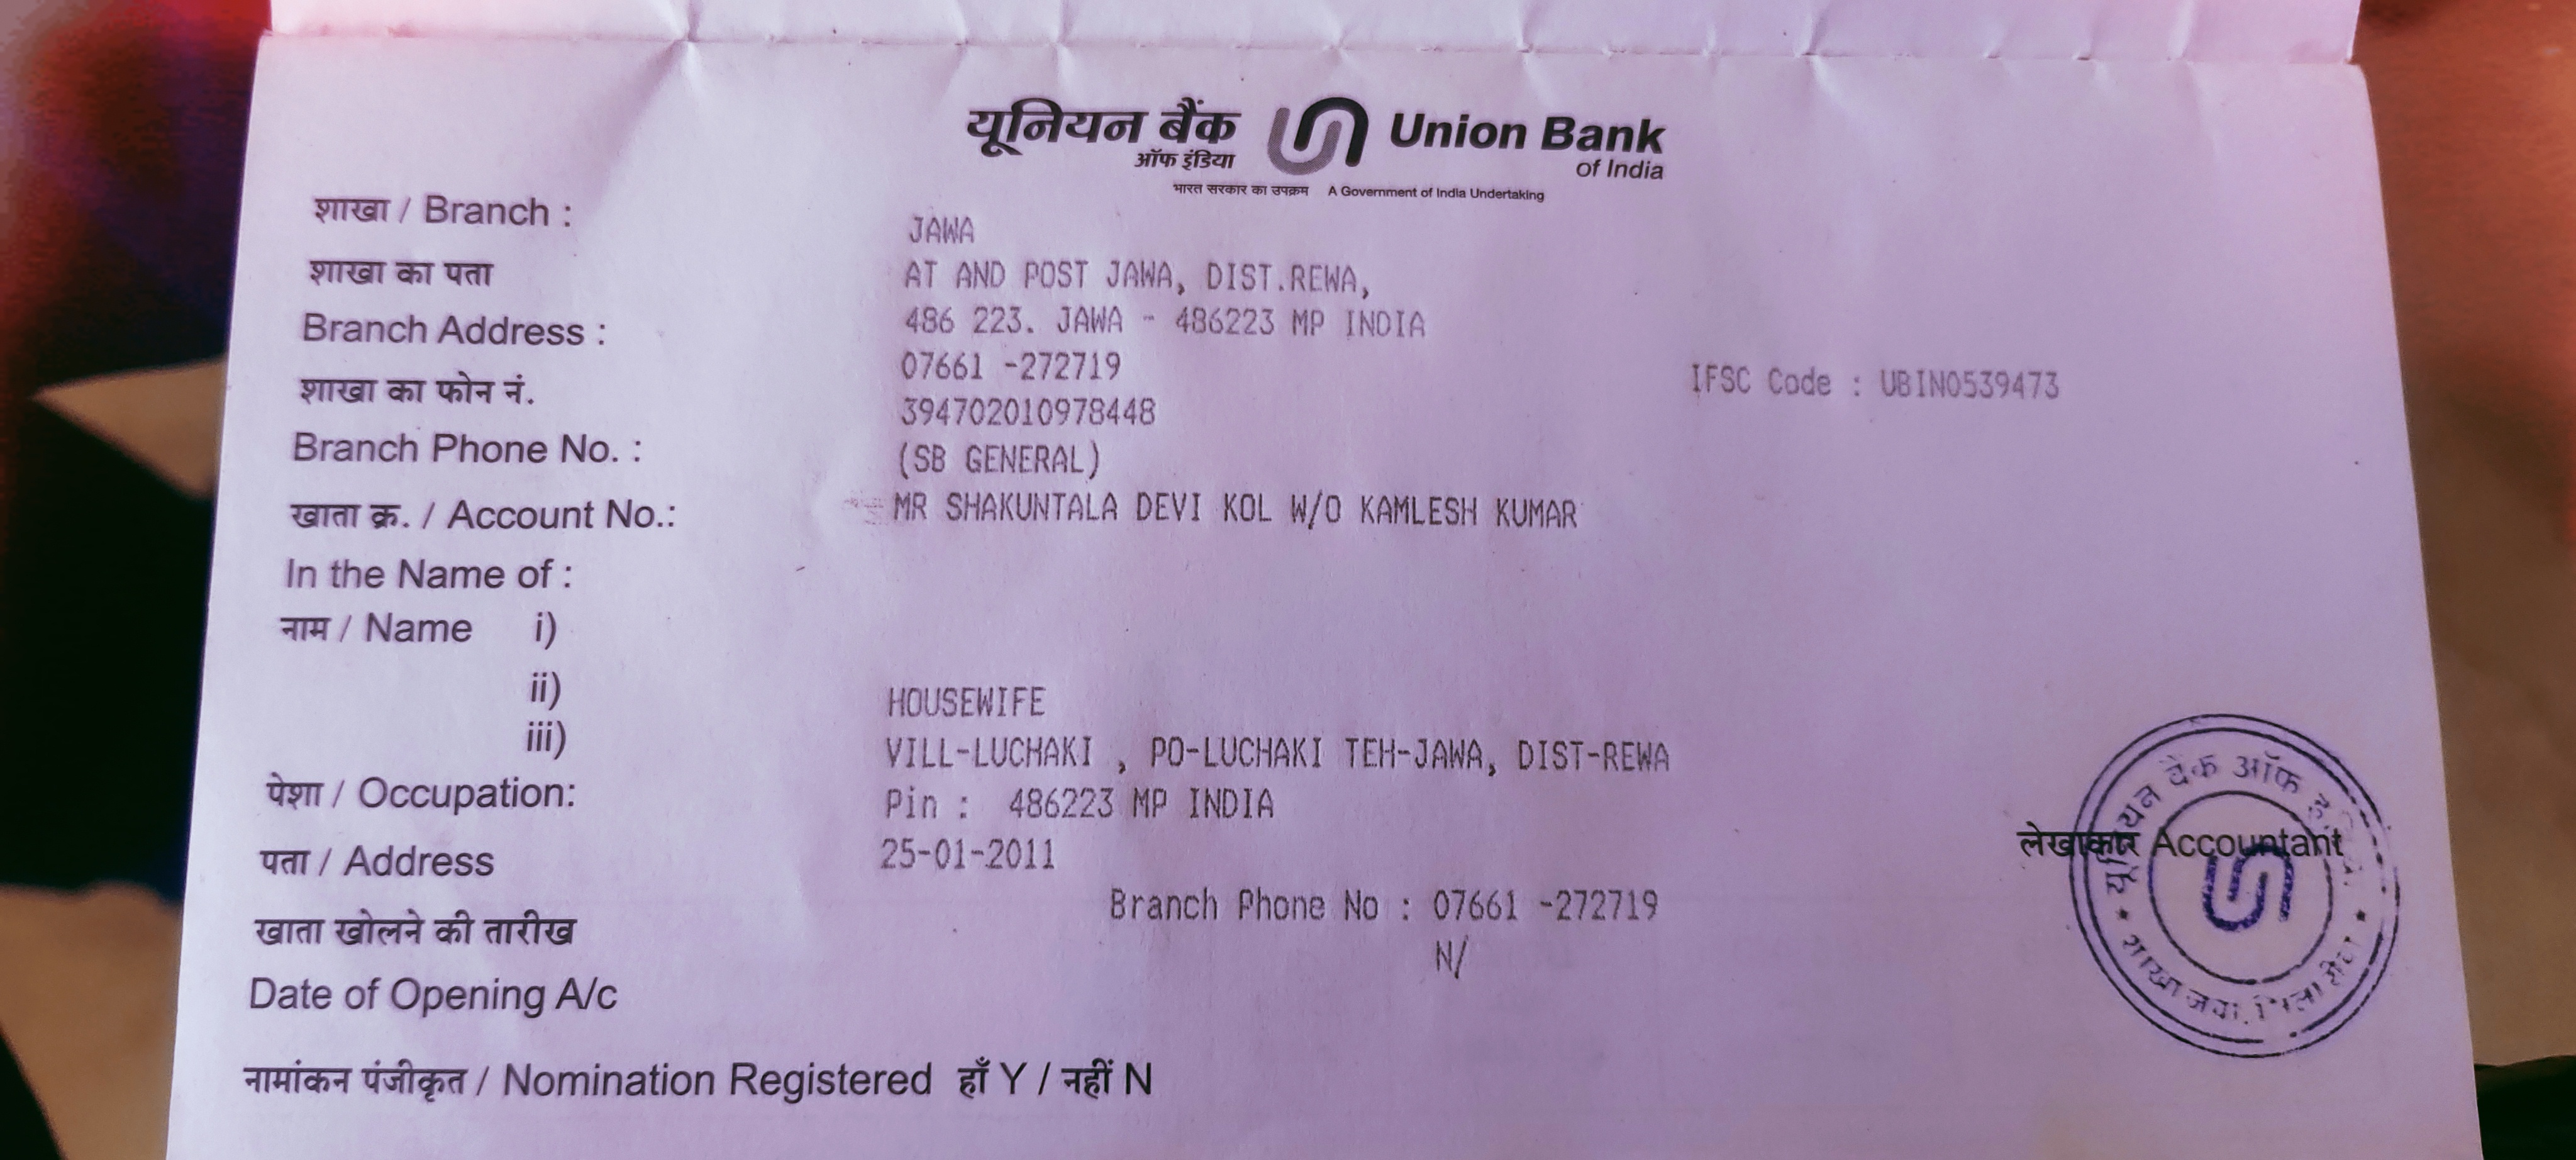 यूनियन बैंक Union Bank
ऑफ इंडिया of India
भारत सरकार का उपक्रम A Government of India Undertaking
शाखा / Branch : JAWA
शाखा का पता AT AND POST JAWA, DIST.REWA,
Branch Address : 486 223. JAWA - 486223 MP INDIA
शाखा का फोन नं. 07661 -272719 IFSC Code : UBIN0539473
394702010978448
Branch Phone No. : (SB GENERAL)
खाता क्र. / Account No.: MR SHAKUNTALA DEVI KOL W/O KAMLESH KUMAR
In the Name of :
नाम / Name i)
ii) HOUSEWIFE
iii) VILL-LUCHAKI , PO-LUCHAKI TEH-JAWA, DIST-REWA
पेशा / Occupation: Pin : 486223 MP INDIA
पता / Address 25-01-2011
खाता खोलने की तारीख Branch Phone No : 07661 -272719
N/
Date of Opening A/c
नामांकन पंजीकृत / Nomination Registered हाँ Y / नहीं N
लेखाकार Accountant
यूनियन बैंक ऑफ
शाखा जवा, जिला रीवा